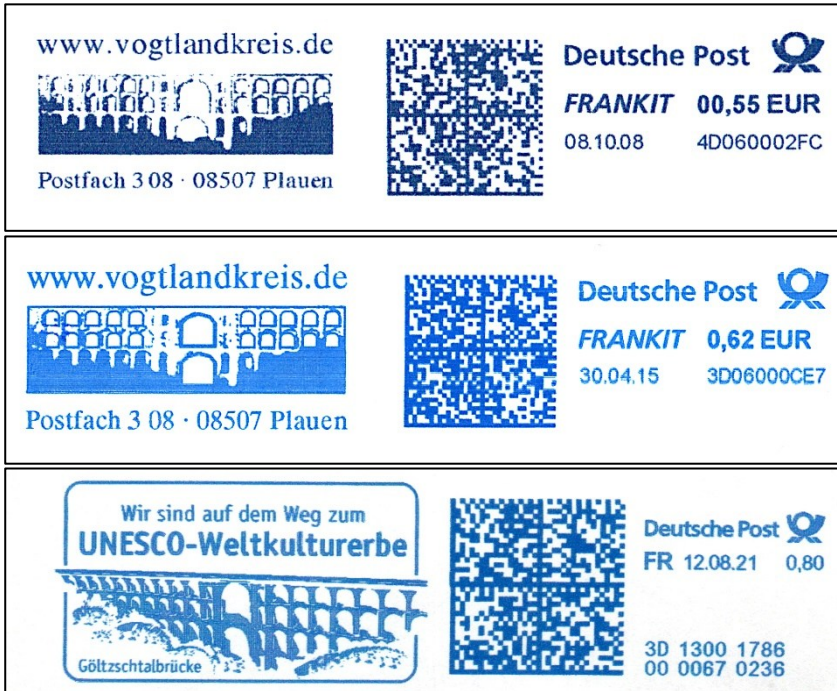 www.vogtlandkreis.de
Postfach 3 08 · 08507 Plauen
Deutsche Post
FRANKIT 00,55 EUR
08.10.08 4D060002FC
www.vogtlandkreis.de
Postfach 3 08 · 08507 Plauen
Deutsche Post
FRANKIT 0,62 EUR
30.04.15 3D06000CE7
Wir sind auf dem Weg zum
UNESCO-Weltkulturerbe
Göltzschtalbrücke
Deutsche Post
FR 12.08.21 0,80
3D 1300 1786
00 0067 0236